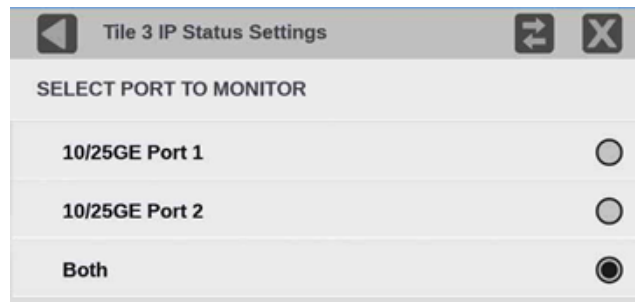 Tile 3 IP Status Settings
SELECT PORT TO MONITOR
10/25GE Port 1
10/25GE Port 2
Both